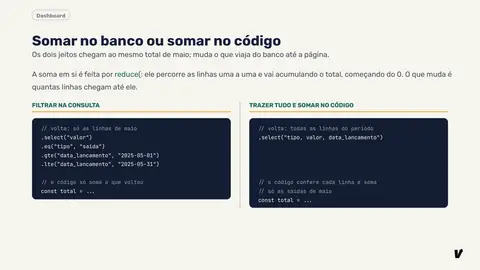 Dashboard
Somar no banco ou somar no código
Os dois jeitos chegam ao mesmo total de maio; muda o que viaja do banco até a página.
A soma em si é feita por reduce(: ele percorre as linhas uma a uma e vai acumulando o total, começando do 0. O que muda é
quantas linhas chegam até ele.
FILTRAR NA CONSULTA
// volta: só as linhas de maio
.select("valor")
.eq("tipo", "saida")
.gte("data_lancamento", "2025-05-01")
.lte("data_lancamento", "2025-05-31")
// o código só soma o que voltou
const total = ...
TRAZER TUDO E SOMAR NO CÓDIGO
// volta: todas as linhas do período
.select("tipo, valor, data_lancamento")
// o código confere cada linha e soma
// só as saídas de maio
const total = ...